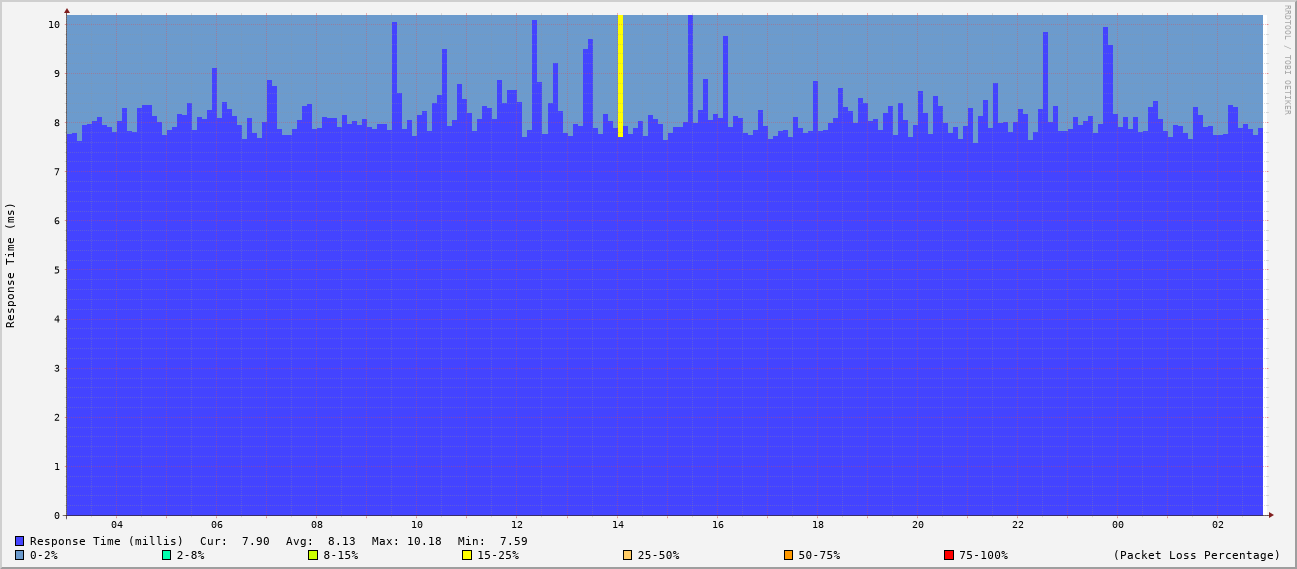 RRDTOOL / TOBI OETIKER
Response Time (ms)
10
9
8
7
6
5
4
3
2
1
0
04 06 08 10 12 14 16 18 20 22 00 02
Response Time (millis) Cur: 7.90 Avg: 8.13 Max: 10.18 Min: 7.59
0-2% 2-8% 8-15% 15-25% 25-50% 50-75% 75-100% (Packet Loss Percentage)